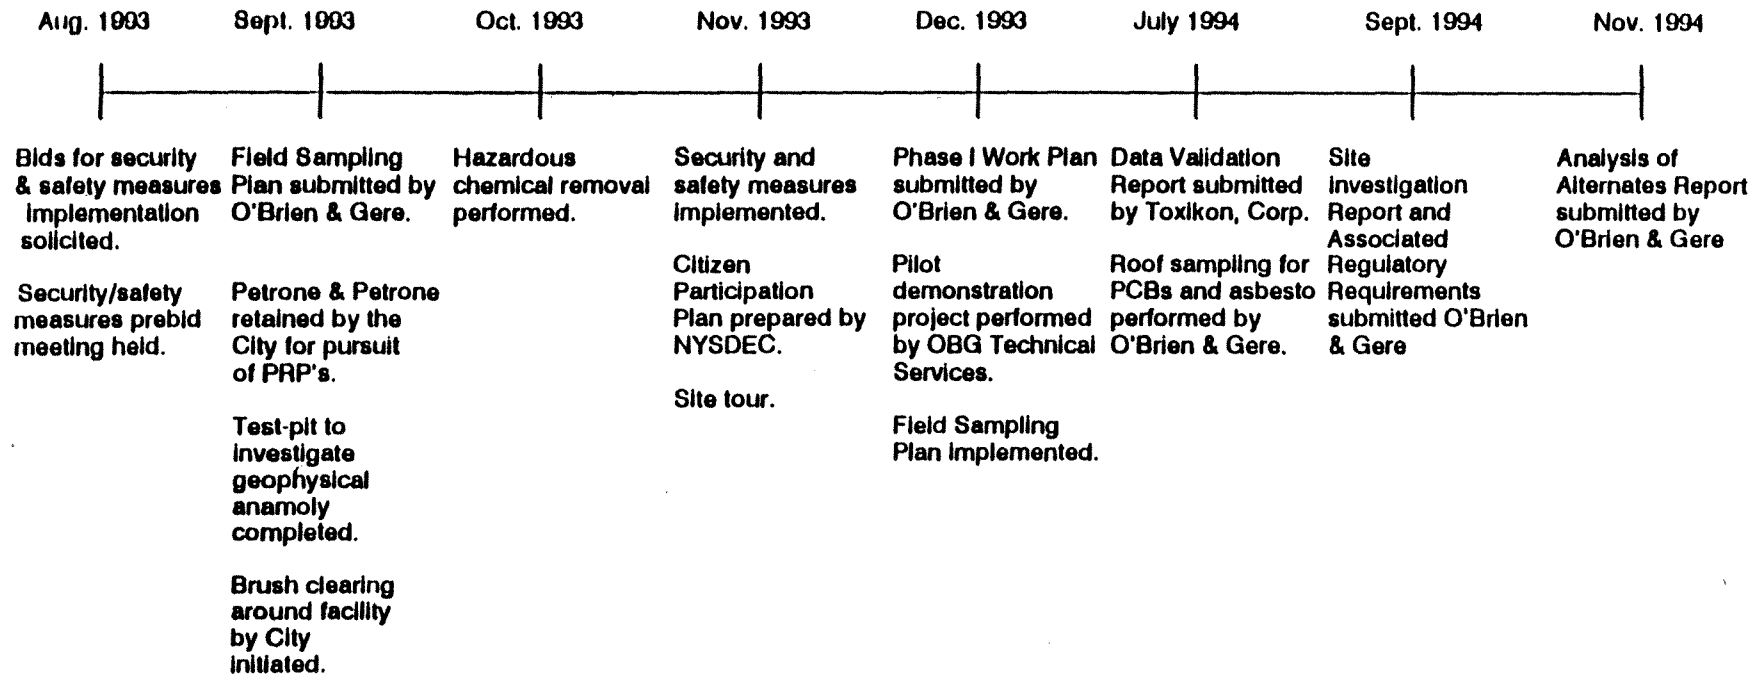 Aug. 1993
Sept. 1993
Oct. 1993
Nov. 1993
Dec. 1993
July 1994
Sept. 1994
Nov. 1994
Bids for security
& safety measures
implementation
solicited.
Security/safety
measures prebid
meeting held.
Field Sampling
Plan submitted by
O'Brien & Gere.
Petrone & Petrone
retained by the
City for pursuit
of PRP's.
Test-pit to
investigate
geophysical
anamoly
completed.
Brush clearing
around facility
by City
initiated.
Hazardous
chemical removal
performed.
Security and
safety measures
implemented.
Citizen
Participation
Plan prepared by
NYSDEC.
Site tour.
Phase I Work Plan
submitted by
O'Brien & Gere.
Pilot
demonstration
project performed
by OBG Technical
Services.
Field Sampling
Plan implemented.
Data Validation
Report submitted
by Toxikon, Corp.
Roof sampling for
PCBs and asbesto
performed by
O'Brien & Gere.
Site
investigation
Report and
Associated
Regulatory
Requirements
submitted O'Brien
& Gere
Analysis of
Alternates Report
submitted by
O'Brien & Gere